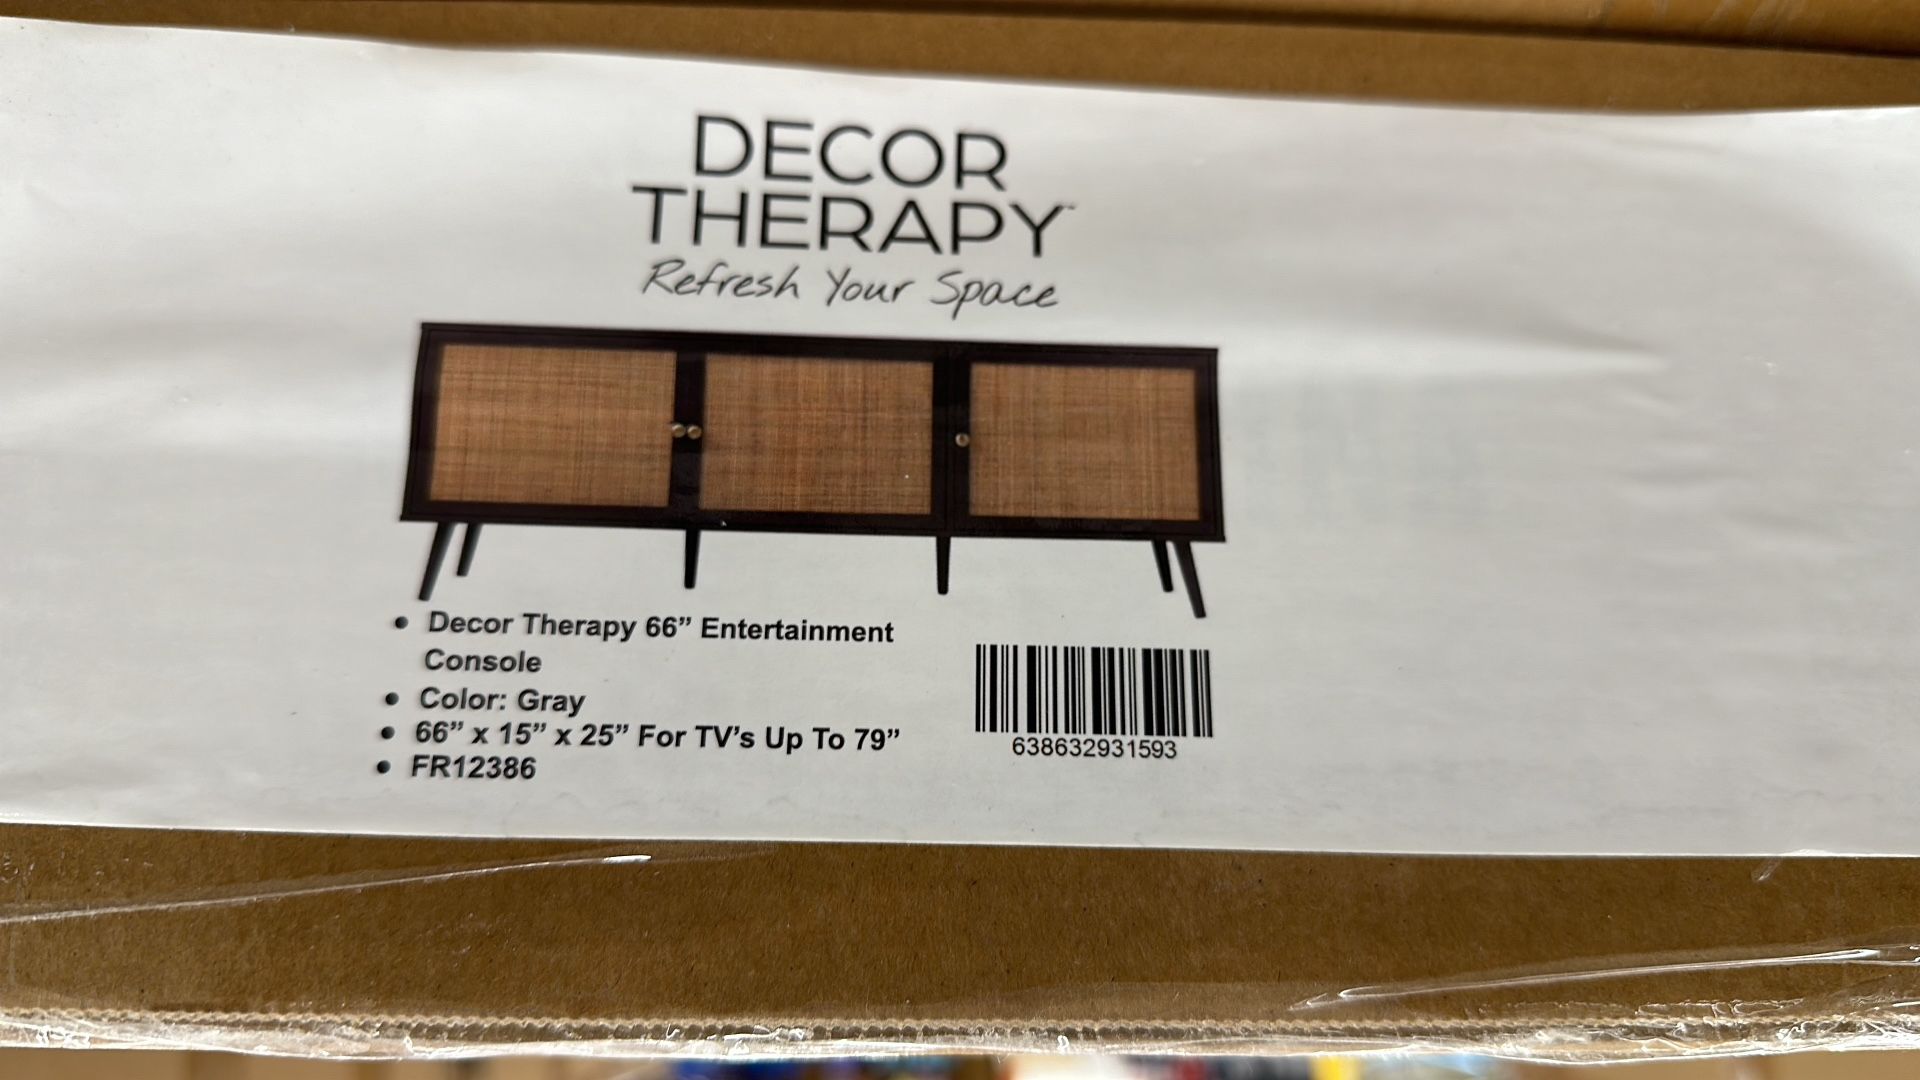 DECOR
THERAPY™
Refresh Your Space
• Decor Therapy 66” Entertainment
Console
• Color: Gray
• 66” x 15” x 25” For TV’s Up To 79”
• FR12386
638632931593